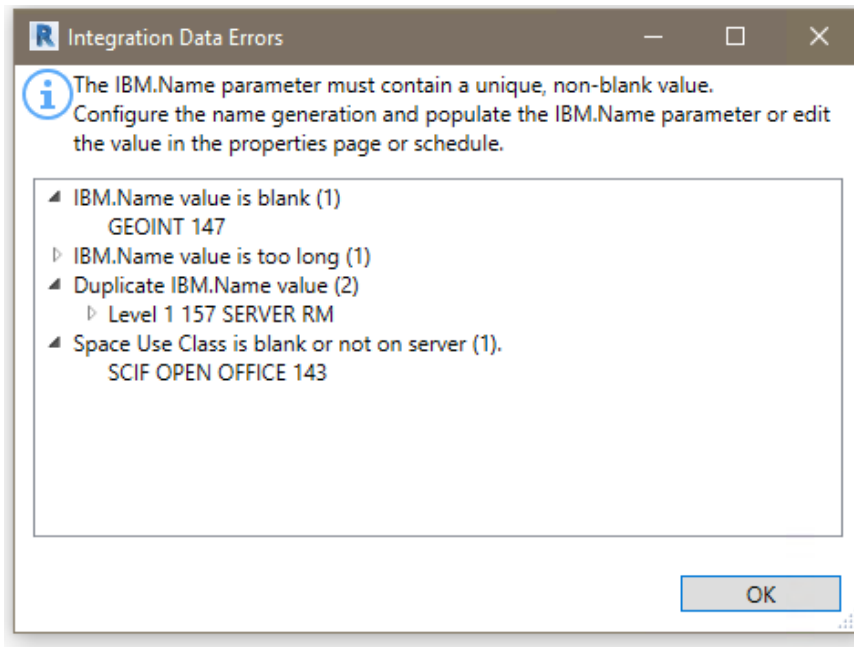 Integration Data Errors
The IBM.Name parameter must contain a unique, non-blank value.
Configure the name generation and populate the IBM.Name parameter or edit
the value in the properties page or schedule.
IBM.Name value is blank (1)
GEOINT 147
IBM.Name value is too long (1)
Duplicate IBM.Name value (2)
Level 1 157 SERVER RM
Space Use Class is blank or not on server (1).
SCIF OPEN OFFICE 143
OK